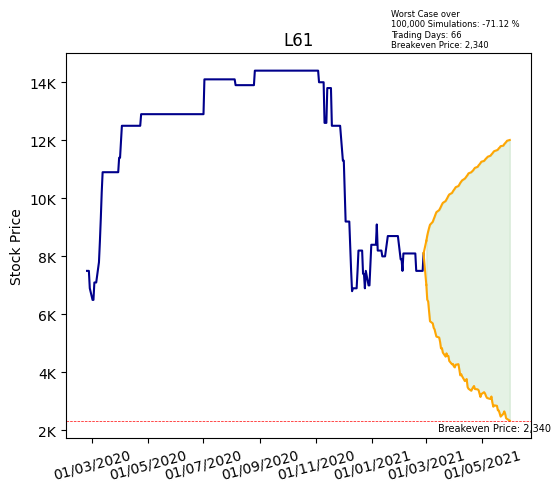 Worst Case over
100,000 Simulations: -71.12 %
Trading Days: 66
Breakeven Price: 2,340
L61
Stock Price
14K
12K
10K
8K
6K
4K
2K
Breakeven Price: 2,340
01/03/2020
01/05/2020
01/07/2020
01/09/2020
01/11/2020
01/01/2021
01/03/2021
01/05/2021